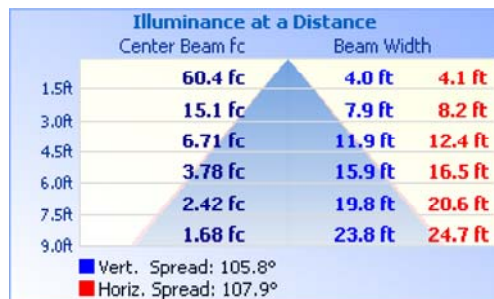 Illuminance at a Distance
Center Beam fc Beam Width
1.5ft 60.4 fc 4.0 ft 4.1 ft
3.0ft 15.1 fc 7.9 ft 8.2 ft
4.5ft 6.71 fc 11.9 ft 12.4 ft
6.0ft 3.78 fc 15.9 ft 16.5 ft
7.5ft 2.42 fc 19.8 ft 20.6 ft
9.0ft 1.68 fc 23.8 ft 24.7 ft
Vert. Spread: 105.8°
Horiz. Spread: 107.9°